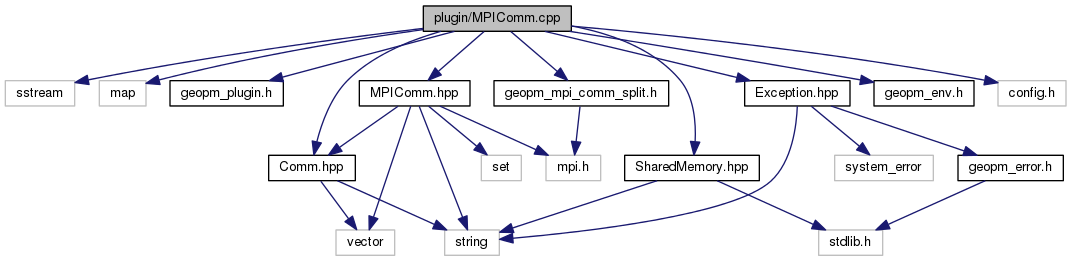 plugin/MPIComm.cpp
sstream
map
geopm_plugin.h
MPIComm.hpp
geopm_mpi_comm_split.h
Exception.hpp
geopm_env.h
config.h
Comm.hpp
set
mpi.h
SharedMemory.hpp
system_error
geopm_error.h
vector
string
stdlib.h